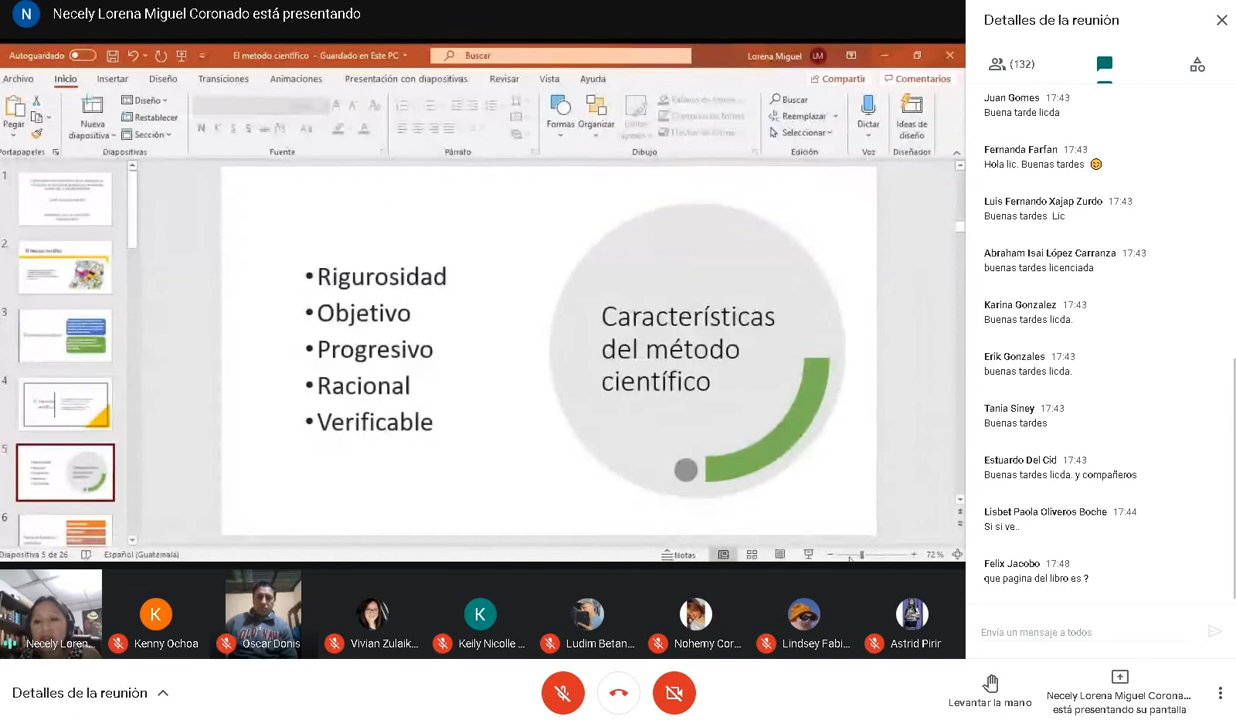 N
Necely Lorena Miguel Coronado está presentando
Autoguardado
El metodo científico - Guardado en Este PC
Buscar
Lorena Miguel
LM
Archivo
Inicio
Insertar
Diseño
Transiciones
Animaciones
Presentación con diapositivas
Revisar
Vista
Ayuda
Compartir
Comentarios
Pegar
Nueva
diapositiva
Diseño
Restablecer
Sección
Formas
Organizar
Buscar
Reemplazar
Seleccionar
Dictar
Ideas de
diseño
Portapapeles
Diapositivas
Fuente
Párrafo
Dibujo
Edición
Voz
Diseñador
1
2
3
4
5
6
• Rigurosidad
• Objetivo
• Progresivo
• Racional
• Verificable
Características
del método
científico
Diapositiva 5 de 26
Español (Guatemala)
Notas
72 %
Necely Loren...
K
Kenny Ochoa
Oscar Donis
Vivian Zulaik...
K
Keily Nicolle ...
Ludim Betan...
Nohemy Cor...
Lindsey Fabi...
Astrid Pirir
Detalles de la reunión
Levantar la mano
Necely Lorena Miguel Corona...
está presentando su pantalla
Detalles de la reunión
(132)
Juan Gomes 17:43
Buena tarde licda
Fernanda Farfan 17:43
Hola lic. Buenas tardes
Luis Fernando Xajap Zurdo 17:43
Buenas tardes Lic
Abraham Isai López Carranza 17:43
buenas tardes licenciada
Karina Gonzalez 17:43
Buenas tardes licda.
Erik Gonzales 17:43
buenas tardes licda.
Tania Siney 17:43
Buenas tardes
Estuardo Del Cid 17:43
Buenas tardes licda. y compañeros
Lisbet Paola Oliveros Boche 17:44
Si si ve..
Felix Jacobo 17:48
que pagina del libro es ?
Envía un mensaje a todos